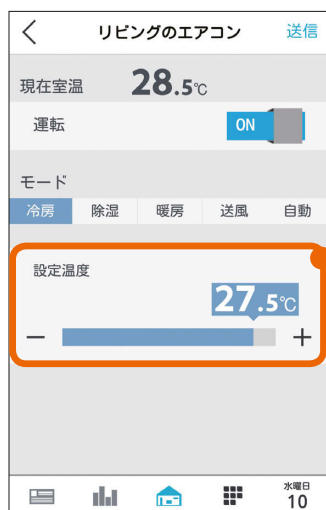 リビングのエアコン 送信
現在室温 28.5℃
運転 ON
モード
冷房 除湿 暖房 送風 自動
設定温度
27.5℃
− +
水曜日
10